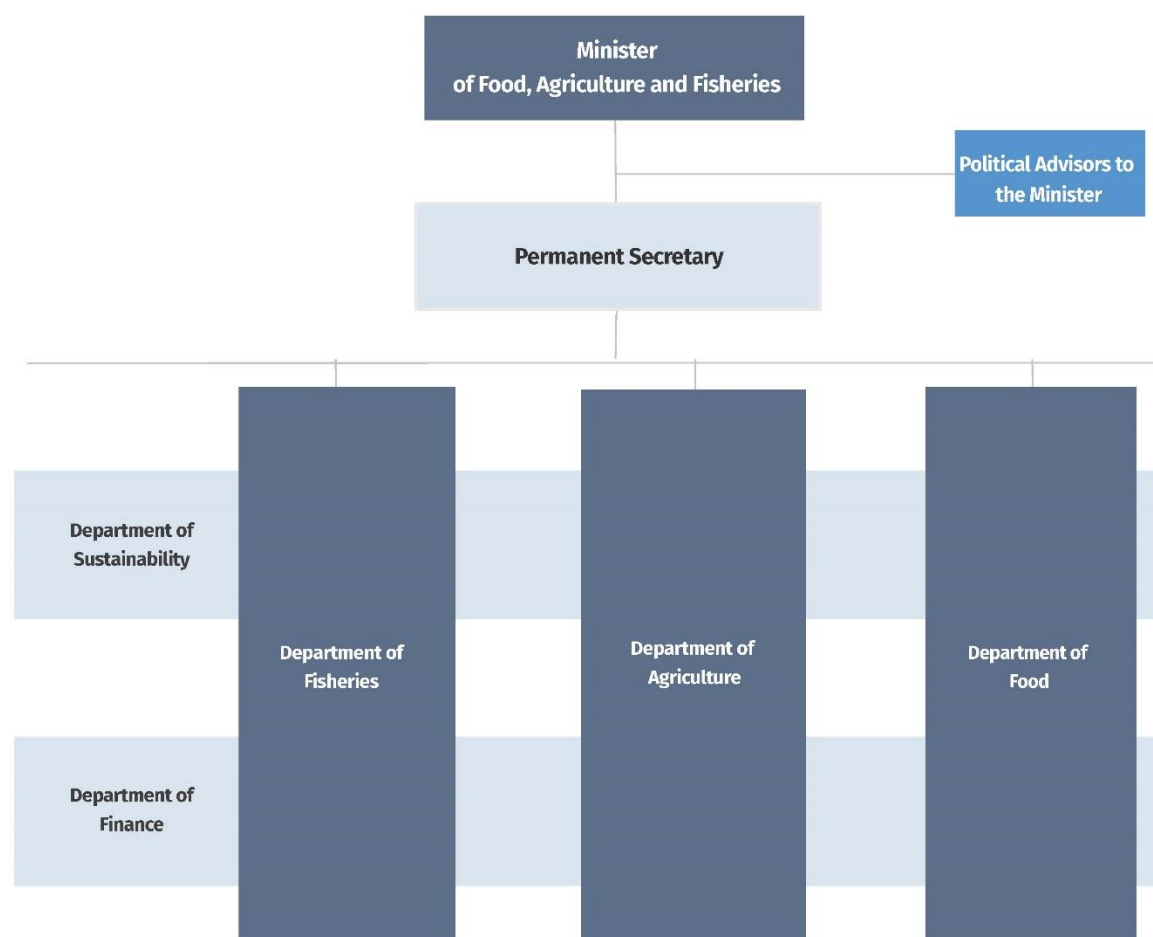 Minister
of Food, Agriculture and Fisheries
Political Advisors to
the Minister
Permanent Secretary
Department of
Sustainability
Department of
Fisheries
Department of
Agriculture
Department of
Food
Department of
Finance